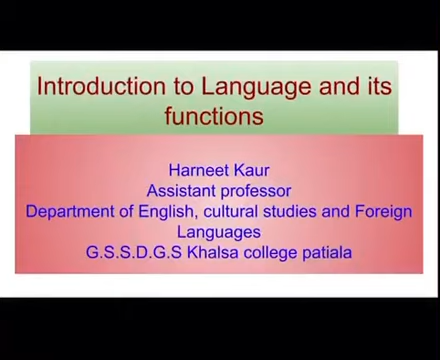 Introduction to Language and its
functions
Harneet Kaur
Assistant professor
Department of English, cultural studies and Foreign
Languages
G.S.S.D.G.S Khalsa college patiala